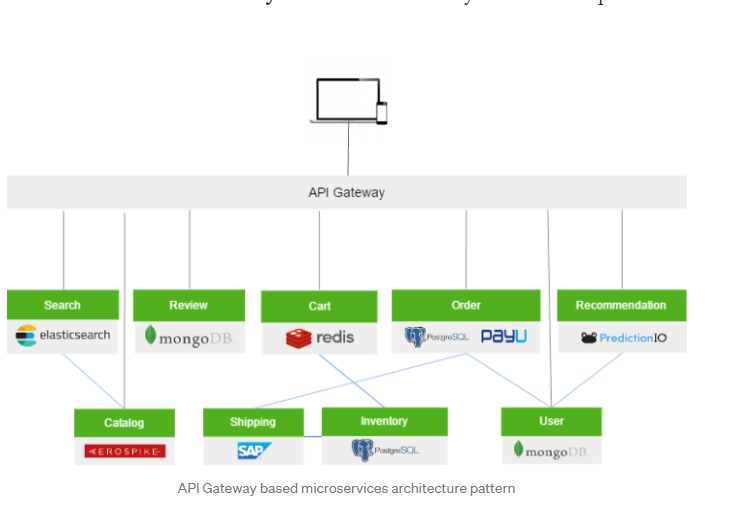 API Gateway
Search
Review
Cart
Order
Recommendation
elasticsearch
mongoDB.
redis
PostgreSQL
PayU
PredictionIO
Catalog
Shipping
Inventory
User
AEROSPIKE
SAP
PostgreSQL
mongoDB.
API Gateway based microservices architecture pattern